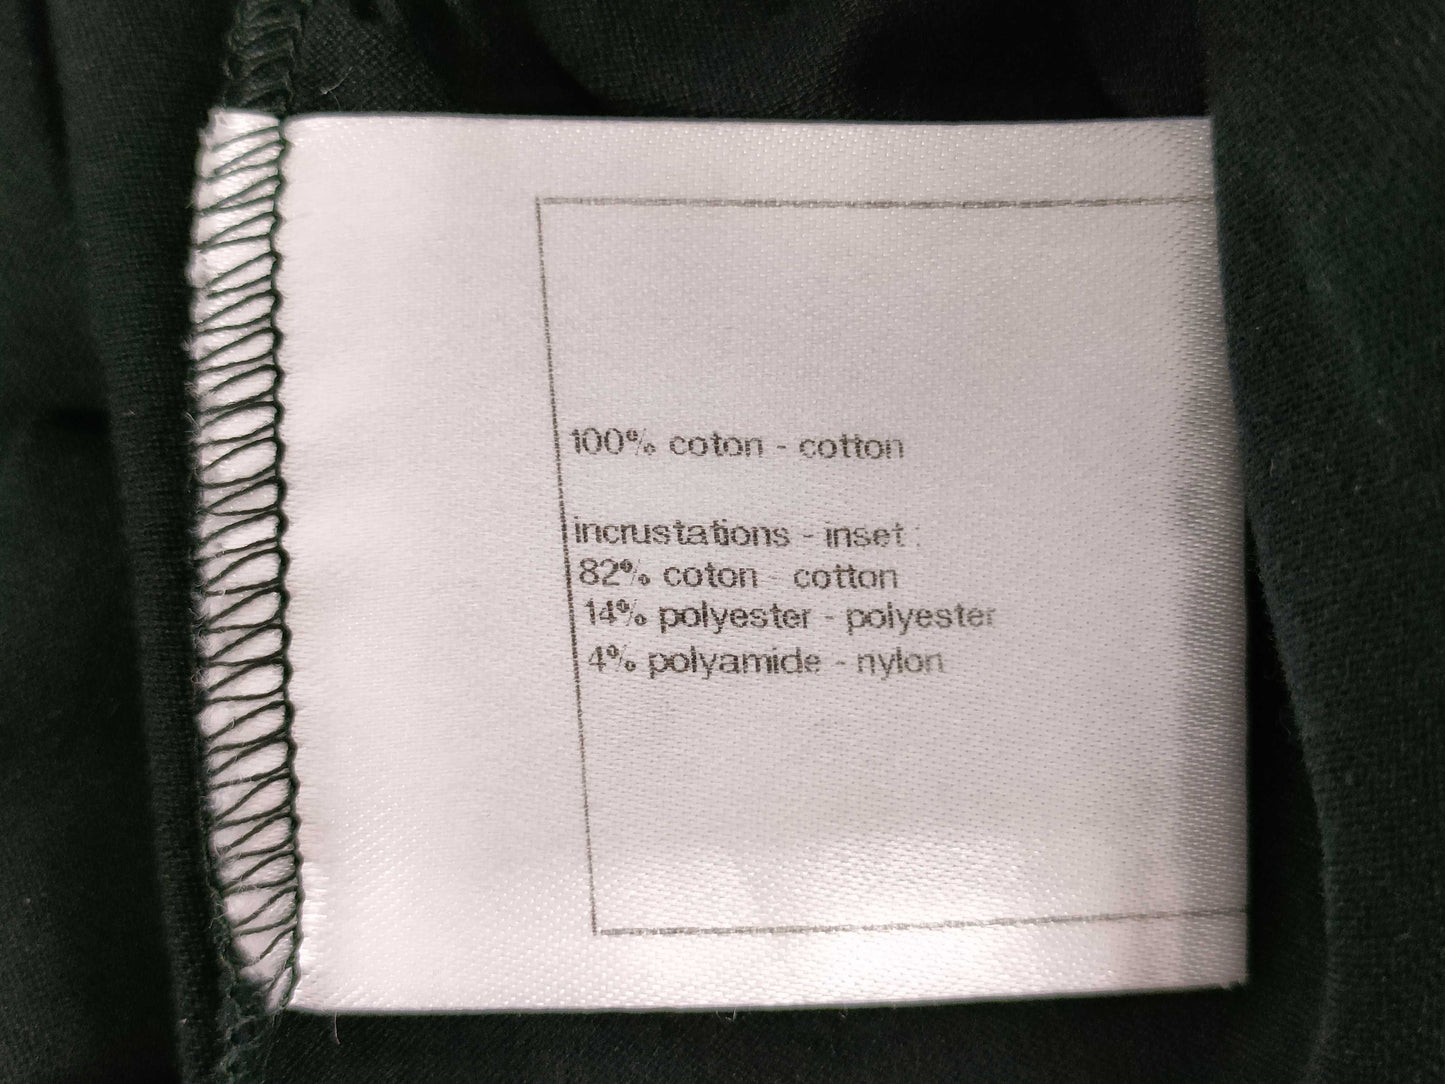 100% coton - cotton
incrustations - inset :
82% coton - cotton
14% polyester - polyester
4% polyamide - nylon